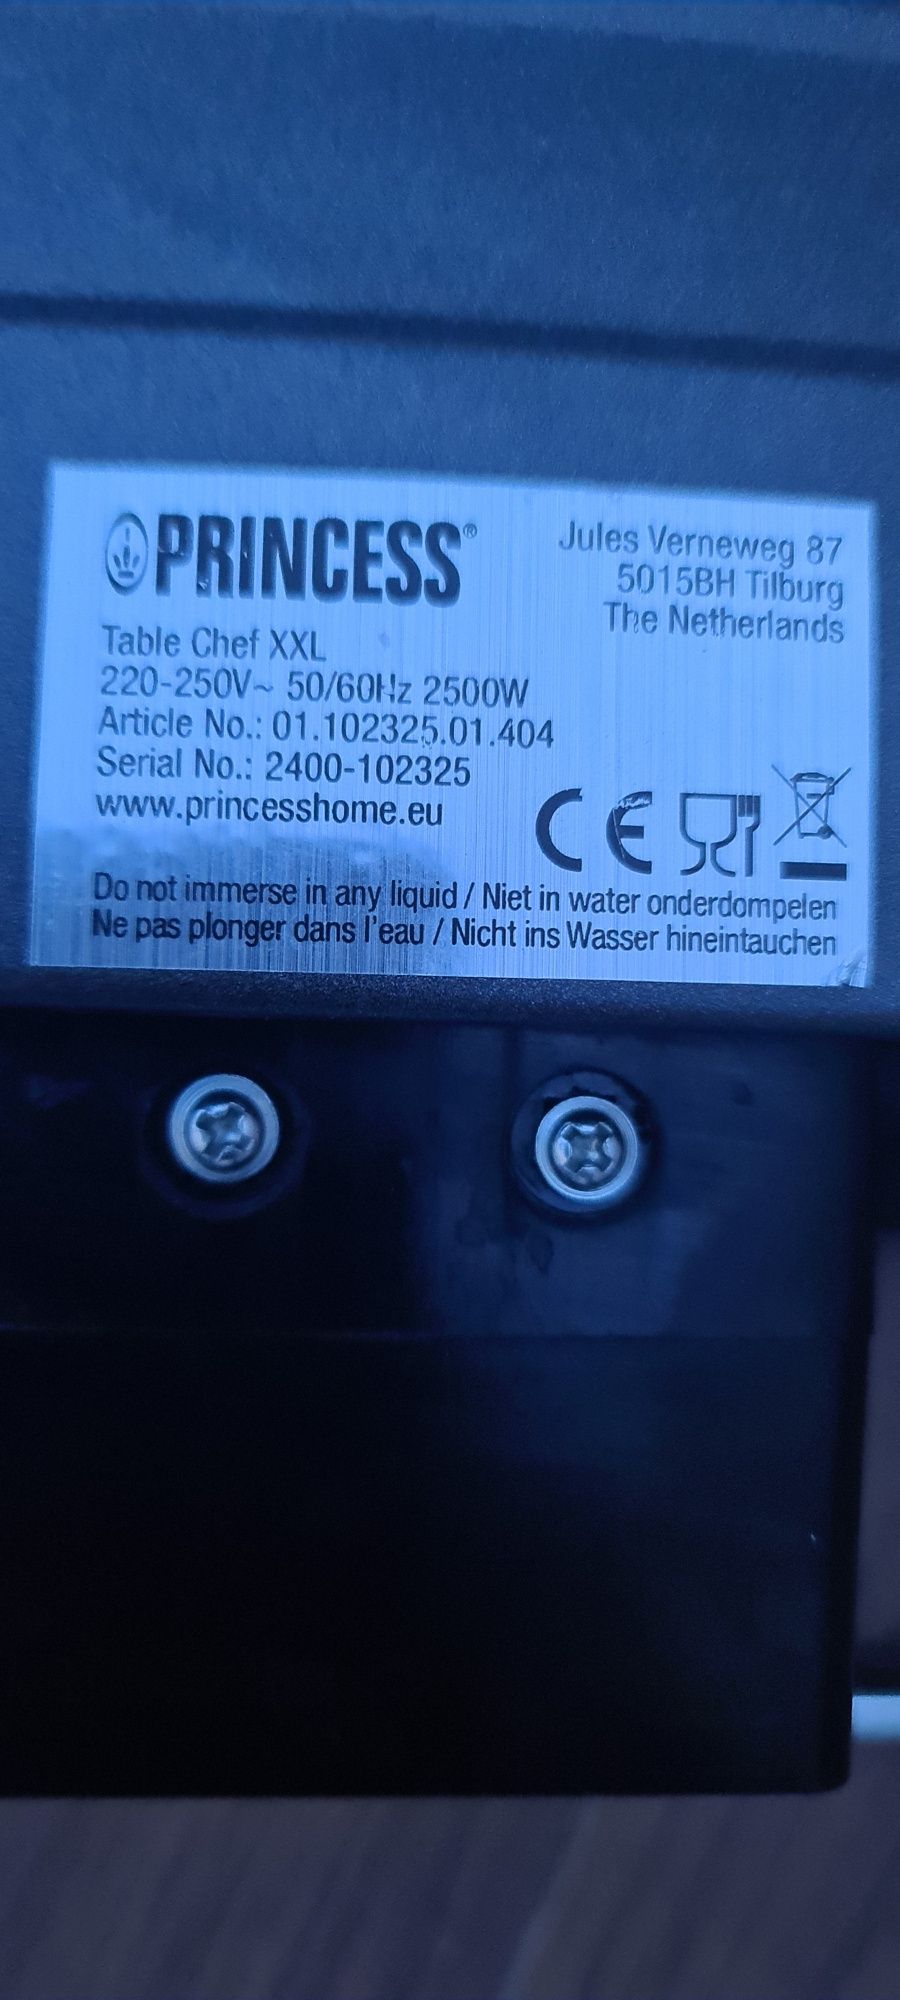 PRINCESS®
Jules Verneweg 87
5015BH Tilburg
The Netherlands
Table Chef XXL
220-250V~ 50/60Hz 2500W
Article No.: 01.102325.01.404
Serial No.: 2400-102325
www.princesshome.eu
CE
Do not immerse in any liquid / Niet in water onderdompelen
Ne pas plonger dans l'eau / Nicht ins Wasser hineintauchen